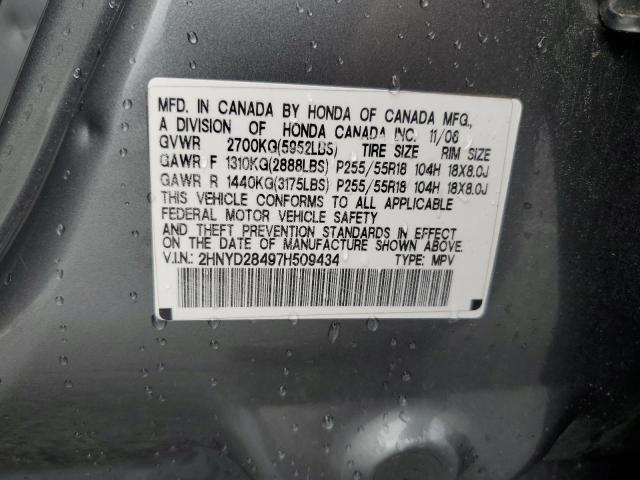 MFD. IN CANADA BY HONDA OF CANADA MFG.,
A DIVISION OF HONDA CANADA INC. 11/06
GVWR 2700KG(5952LBS) TIRE SIZE RIM SIZE
GAWR F 1310KG(2888LBS) P255/55R18 104H 18X8.0J
GAWR R 1440KG(3175LBS) P255/55R18 104H 18X8.0J
THIS VEHICLE CONFORMS TO ALL APPLICABLE
FEDERAL MOTOR VEHICLE SAFETY
AND THEFT PREVENTION STANDARDS IN EFFECT
ON THE DATE OF MANUFACTURE SHOWN ABOVE.
V.I.N.: 2HNYD28497H509434 TYPE: MPV